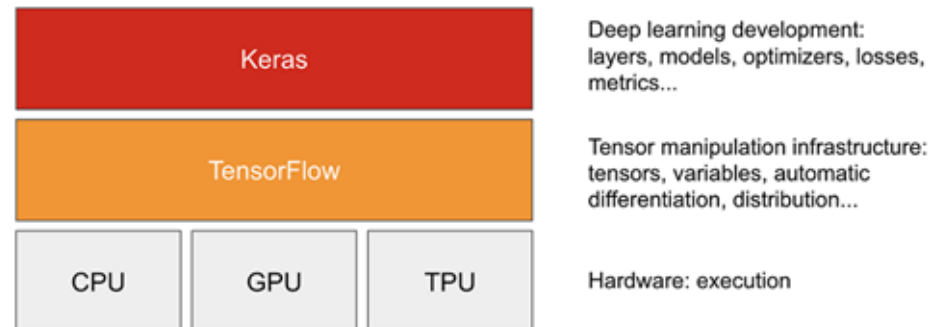 Keras
Deep learning development:
layers, models, optimizers, losses,
metrics...
TensorFlow
Tensor manipulation infrastructure:
tensors, variables, automatic
differentiation, distribution...
CPU
GPU
TPU
Hardware: execution